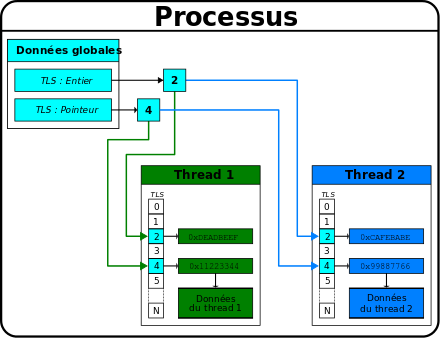 Processus
Données globales
TLS : Entier
2
TLS : Pointeur
4
Thread 1
TLS
0
1
2
0xDEADBEEF
3
4
0x11223344
5
Données
du thread 1
N
Thread 2
TLS
0
1
2
0xCAFEBABE
3
4
0x99887766
5
Données
du thread 2
N